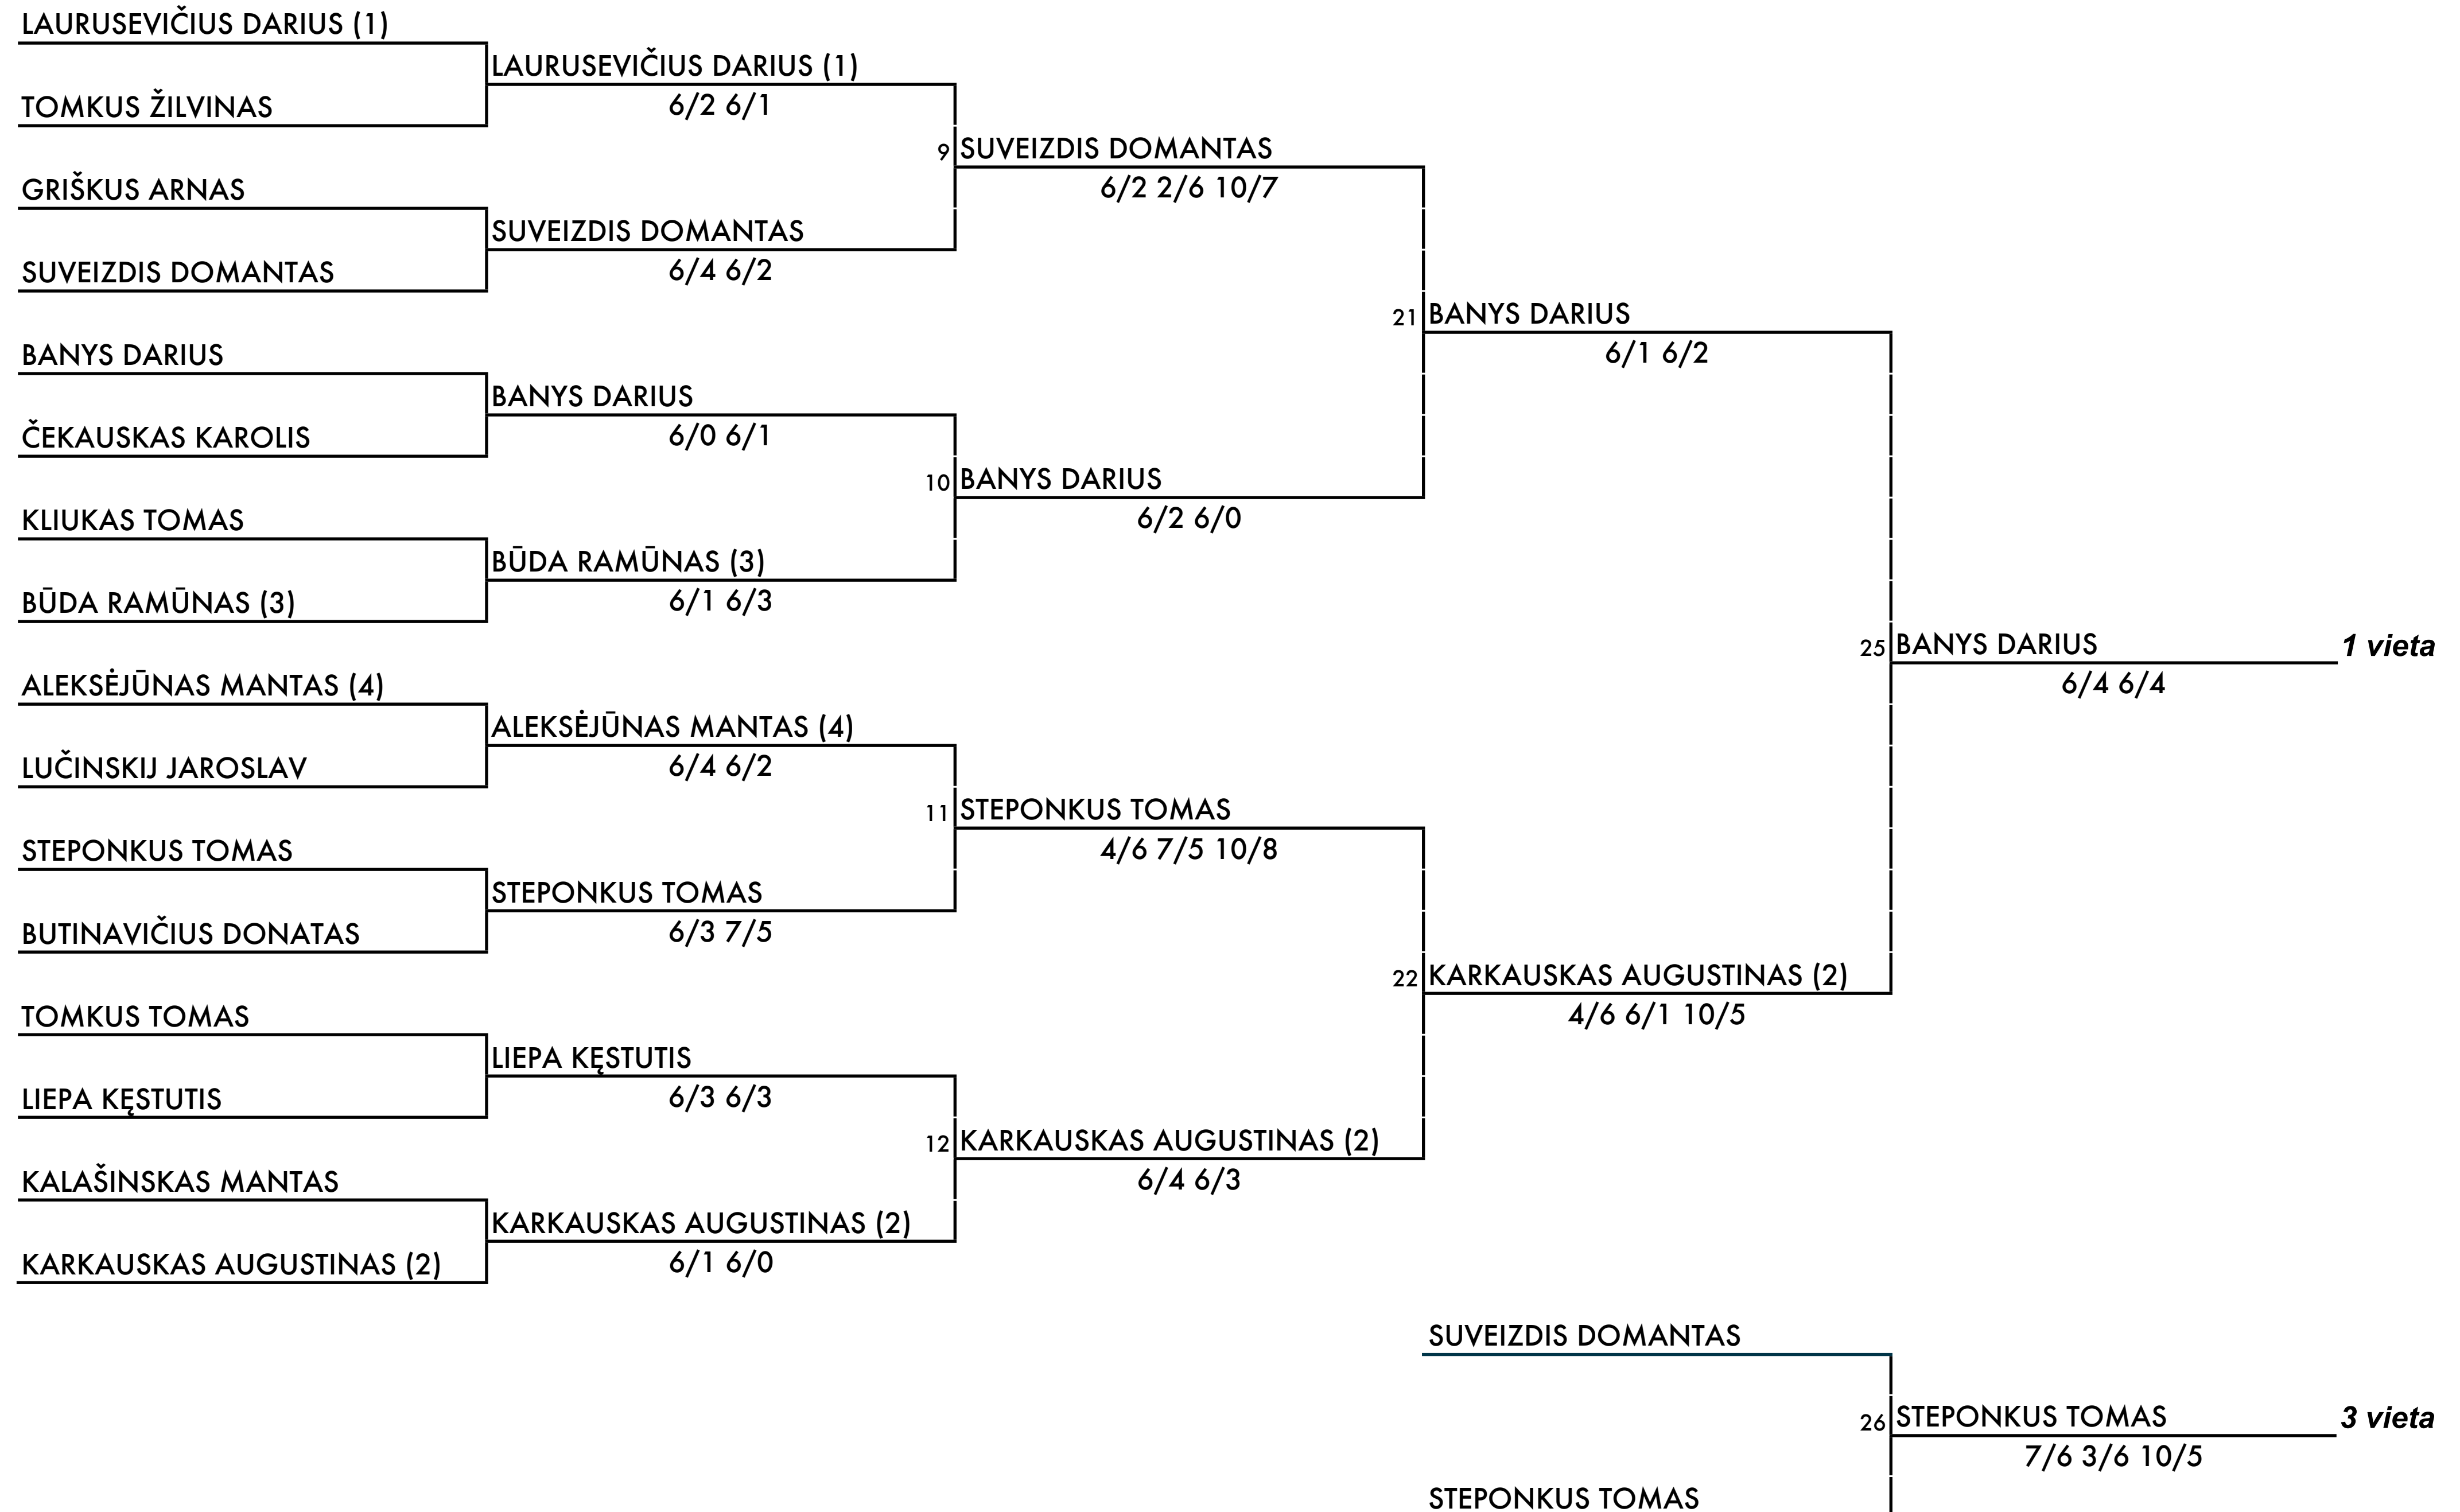 LAURUSEVIČIUS DARIUS (1)
LAURUSEVIČIUS DARIUS (1)
TOMKUS ŽILVINAS
6/2 6/1
9 SUVEIZDIS DOMANTAS
GRIŠKUS ARNAS
6/2 2/6 10/7
SUVEIZDIS DOMANTAS
SUVEIZDIS DOMANTAS
6/4 6/2
21 BANYS DARIUS
BANYS DARIUS
6/1 6/2
BANYS DARIUS
ČEKAUSKAS KAROLIS
6/0 6/1
10 BANYS DARIUS
KLIUKAS TOMAS
6/2 6/0
BŪDA RAMŪNAS (3)
BŪDA RAMŪNAS (3)
6/1 6/3
25 BANYS DARIUS 1 vieta
ALEKSĖJŪNAS MANTAS (4)
6/4 6/4
ALEKSĖJŪNAS MANTAS (4)
LUČINSKIJ JAROSLAV
6/4 6/2
11 STEPONKUS TOMAS
STEPONKUS TOMAS
4/6 7/5 10/8
STEPONKUS TOMAS
BUTINAVIČIUS DONATAS
6/3 7/5
22 KARKAUSKAS AUGUSTINAS (2)
TOMKUS TOMAS
4/6 6/1 10/5
LIEPA KĘSTUTIS
LIEPA KĘSTUTIS
6/3 6/3
12 KARKAUSKAS AUGUSTINAS (2)
KALAŠINSKAS MANTAS
6/4 6/3
KARKAUSKAS AUGUSTINAS (2)
KARKAUSKAS AUGUSTINAS (2)
6/1 6/0
SUVEIZDIS DOMANTAS
26 STEPONKUS TOMAS 3 vieta
7/6 3/6 10/5
STEPONKUS TOMAS